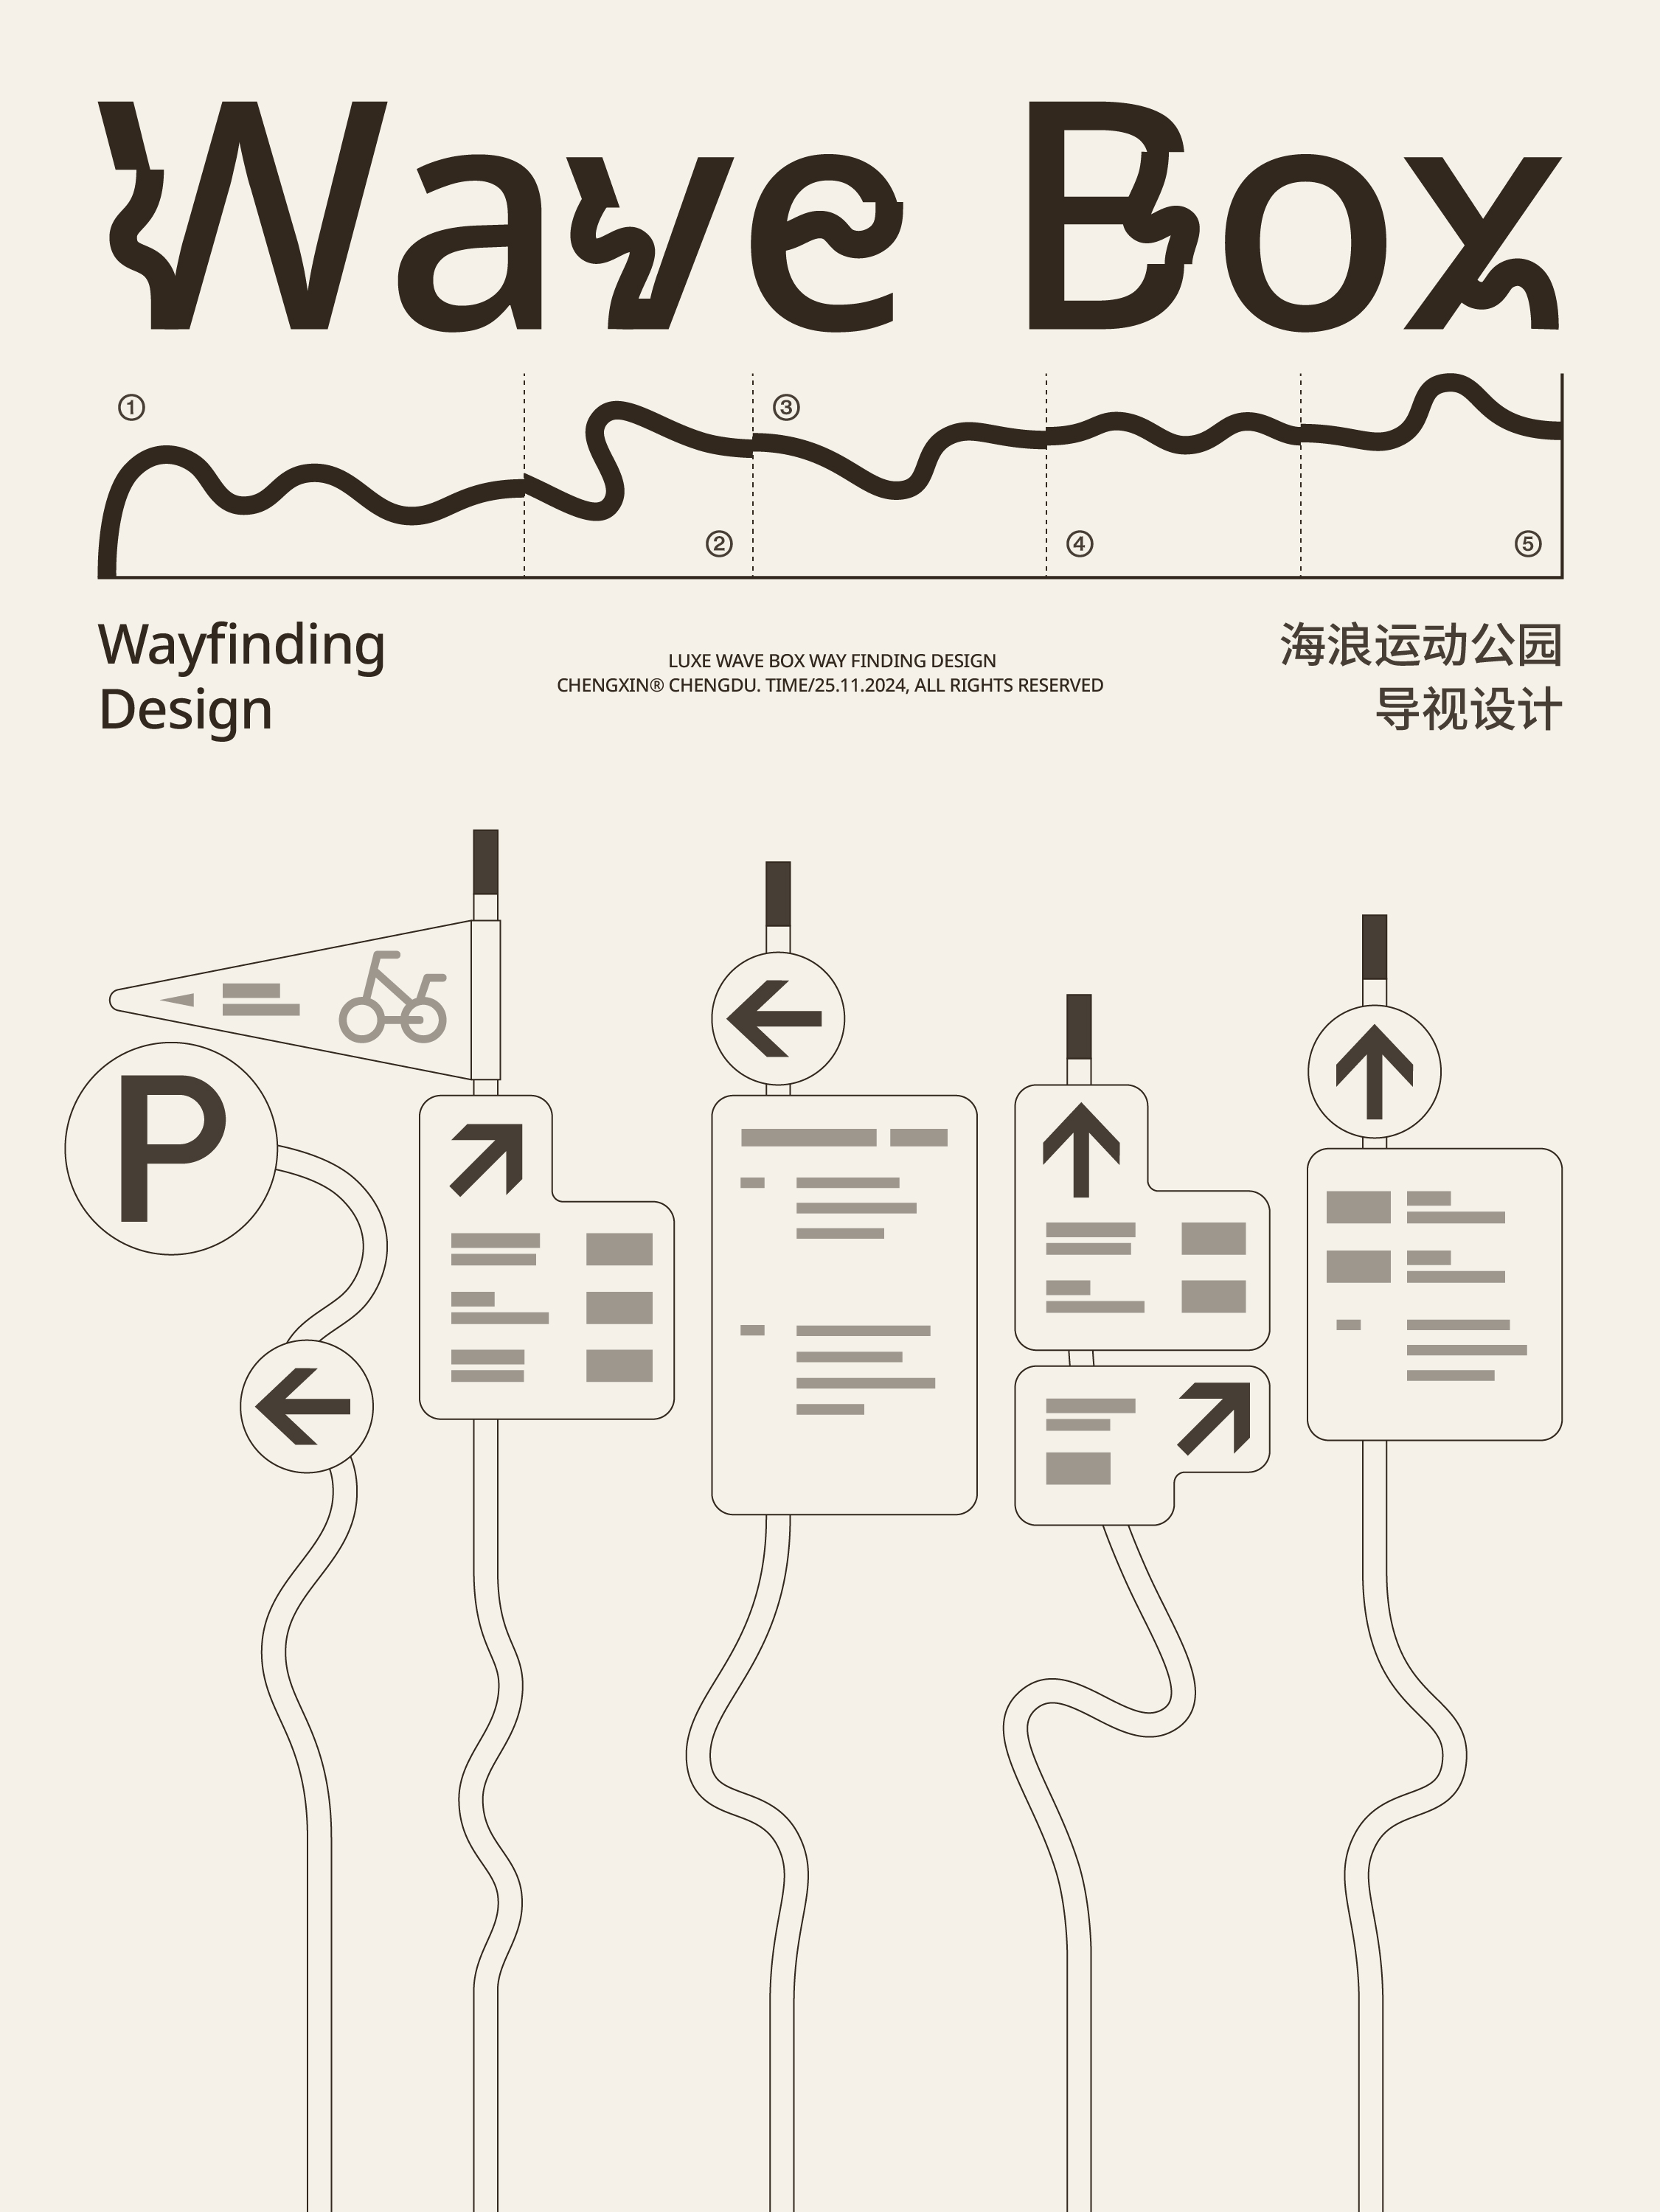 Wave Box
① ③
② ④ ⑤
Wayfinding
Design
LUXE WAVE BOX WAY FINDING DESIGN
CHENGXIN® CHENGDU. TIME/25.11.2024, ALL RIGHTS RESERVED
海浪运动公园
导视设计
P